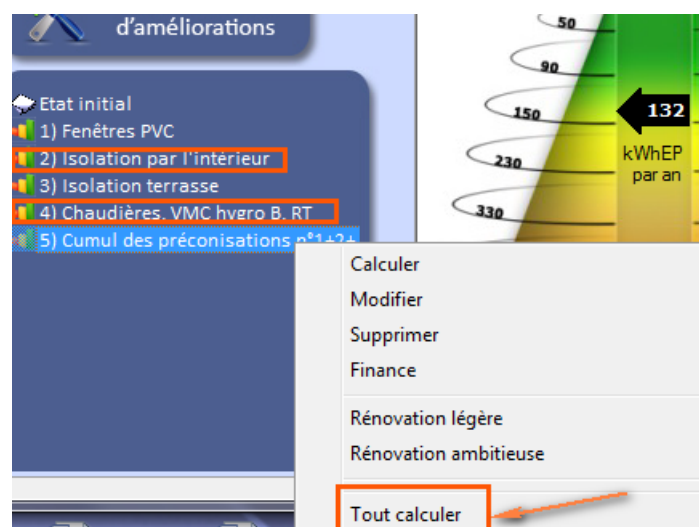 d'améliorations
Etat initial
1) Fenêtres PVC
2) Isolation par l'intérieur
3) Isolation terrasse
4) Chaudières, VMC hygro B, RT
5) Cumul des préconisations n°1+2+
50
90
150
230
330
132
kWhEP
par an
Calculer
Modifier
Supprimer
Finance
Rénovation légère
Rénovation ambitieuse
Tout calculer